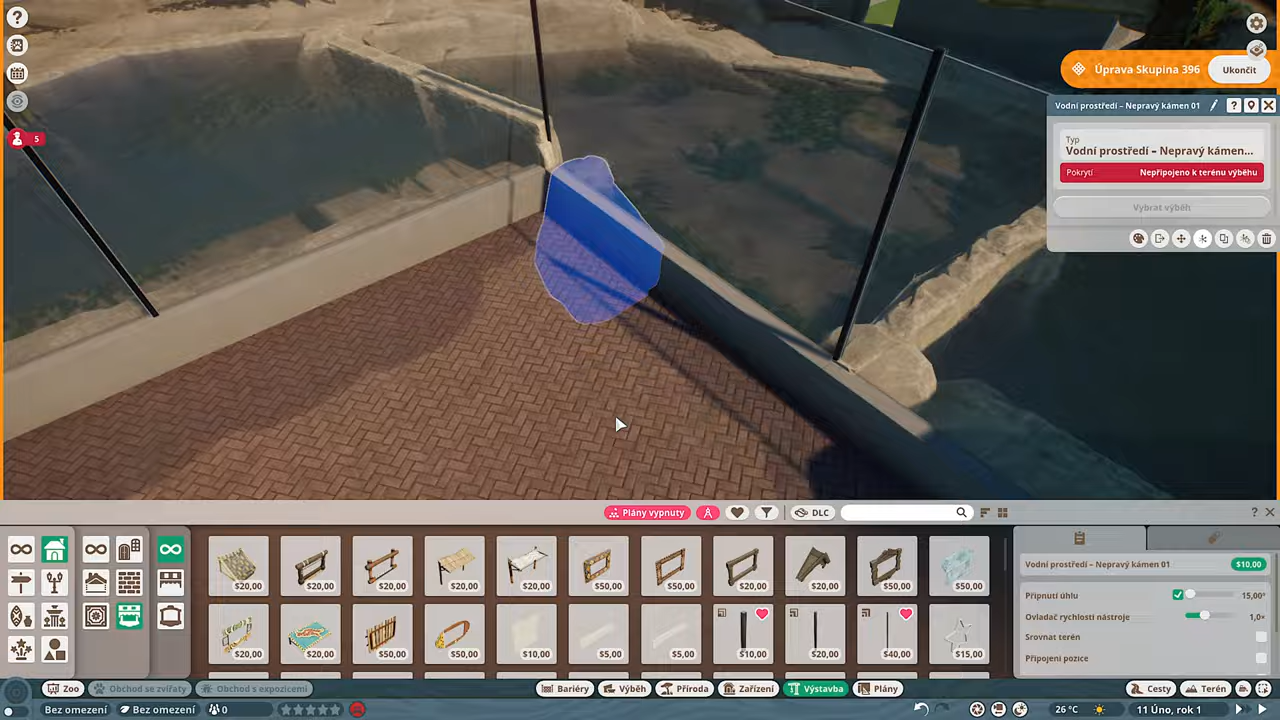 ?
Úprava Skupina 396
Ukončit
5
Vodní prostředí – Nepravý kámen 01
?
Typ
Vodní prostředí – Nepravý kámen...
Pokrytí Nepřipojeno k terénu výběhu
Vybrat výběh
Plány vypnuty
DLC
?
$20,00 $20,00 $20,00 $20,00 $20,00 $50,00 $50,00 $20,00 $20,00 $50,00 $50,00
$20,00 $20,00 $50,00 $50,00 $10,00 $5,00 $5,00 $10,00 $20,00 $40,00 $15,00
Vodní prostředí – Nepravý kámen 01 $10,00
Připnutí úhlu 15,00°
Ovladač rychlosti nástroje 1,0×
Srovnat terén
Připojení pozice
Zoo
Obchod se zvířaty
Obchod s expozicemi
Bariéry
Výběh
Příroda
Zařízení
Výstavba
Plány
Cesty
Terén
Bez omezení
Bez omezení
0
26 °C
11 Úno, rok 1